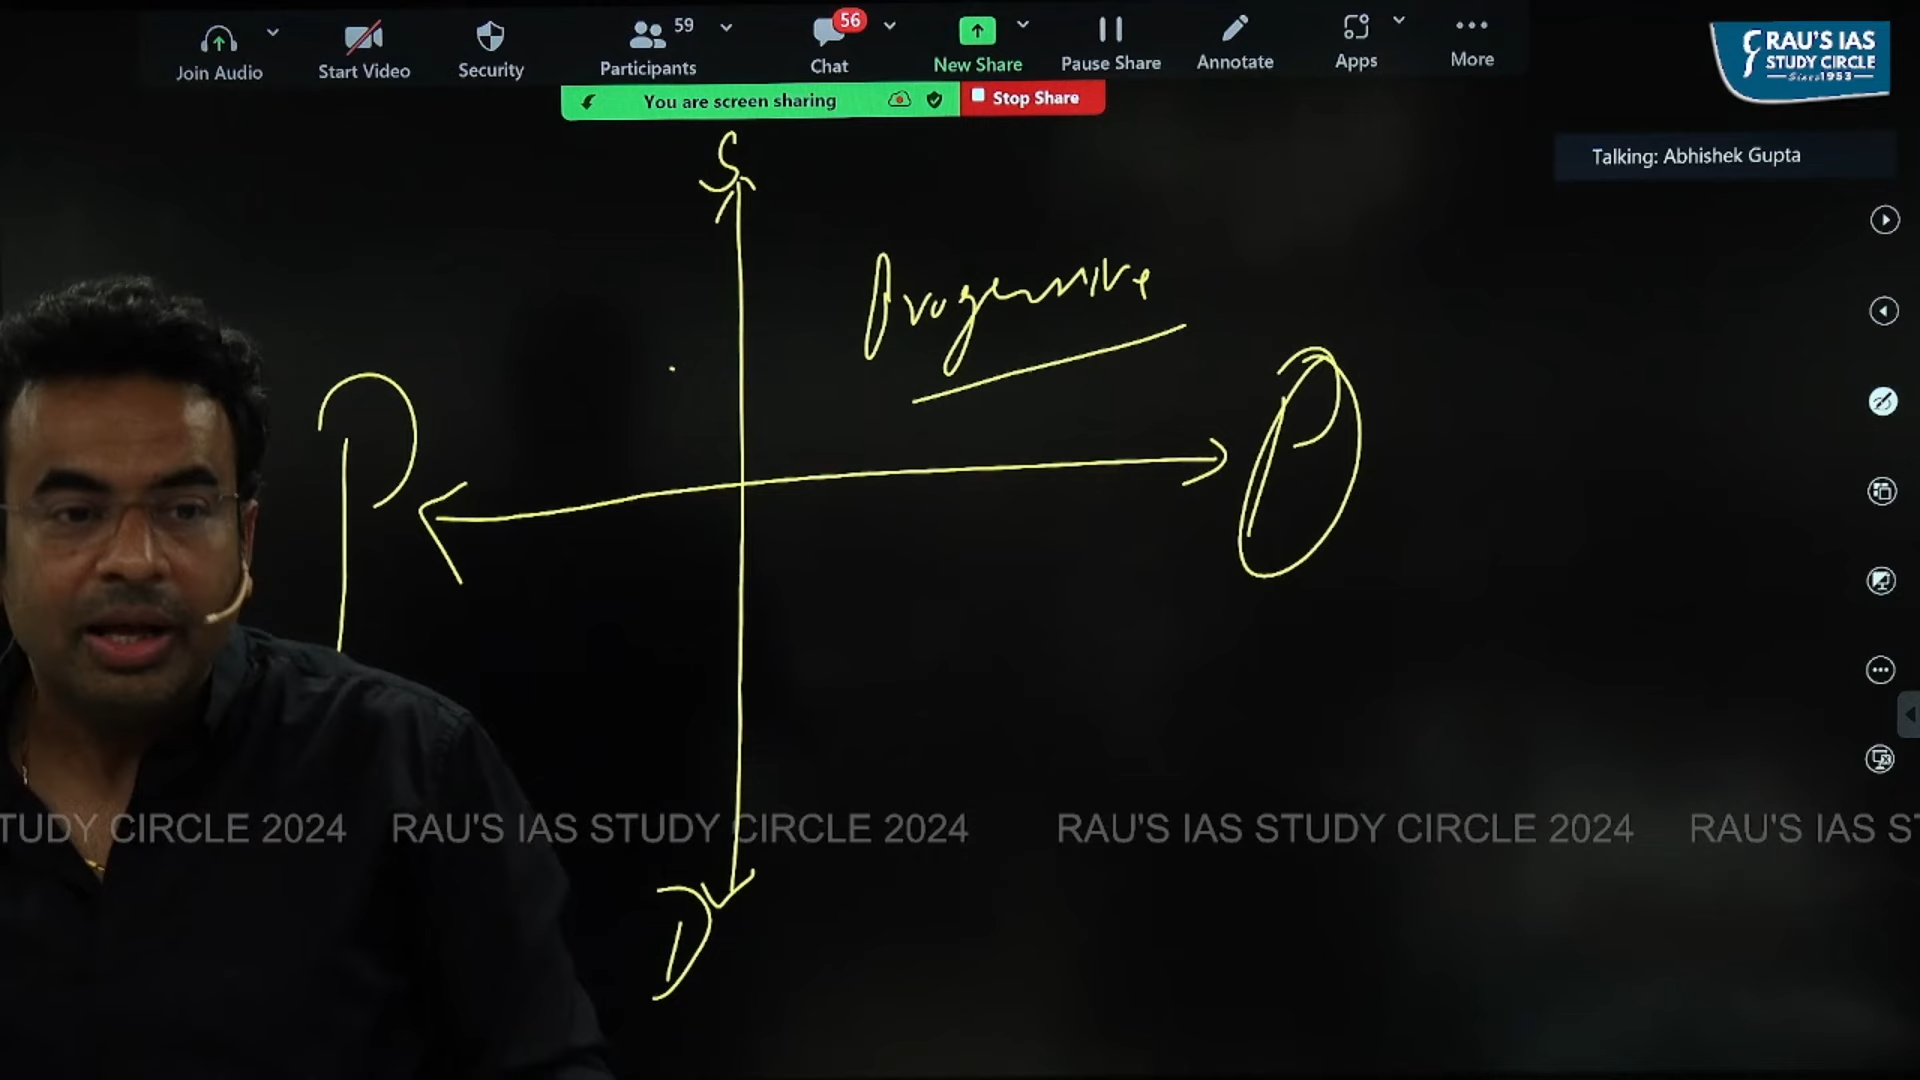 Join Audio
Start Video
Security
Participants 59
Chat 56
New Share
Pause Share
Annotate
Apps
More
RAU'S IAS
STUDY CIRCLE
Since 1953
You are screen sharing
Stop Share
Talking: Abhishek Gupta
S
Progressive
P
P
TUDY CIRCLE 2024 RAU'S IAS STUDY CIRCLE 2024 RAU'S IAS STUDY CIRCLE 2024 RAU'S IAS S
D